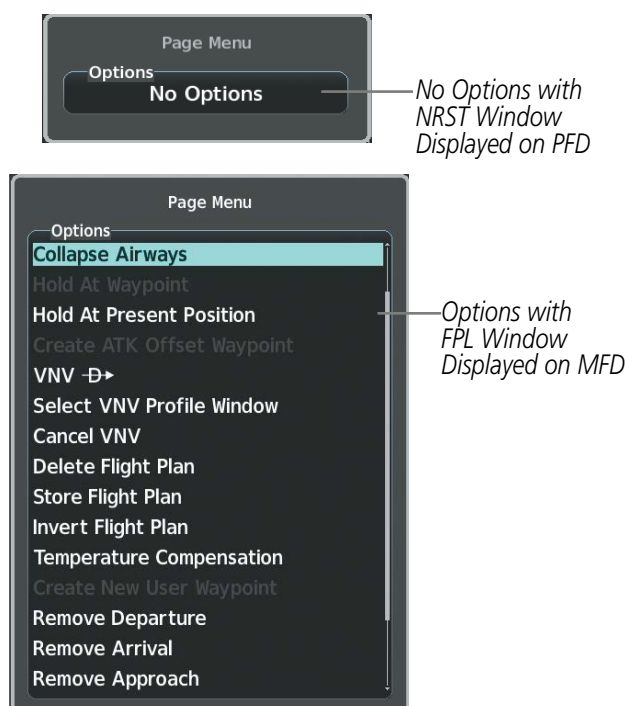 Page Menu
Options
No Options
No Options with
NRST Window
Displayed on PFD
Page Menu
Options
Collapse Airways
Hold At Waypoint
Hold At Present Position
Create ATK Offset Waypoint
VNV D→
Select VNV Profile Window
Cancel VNV
Delete Flight Plan
Store Flight Plan
Invert Flight Plan
Temperature Compensation
Create New User Waypoint
Remove Departure
Remove Arrival
Remove Approach
Options with
FPL Window
Displayed on MFD